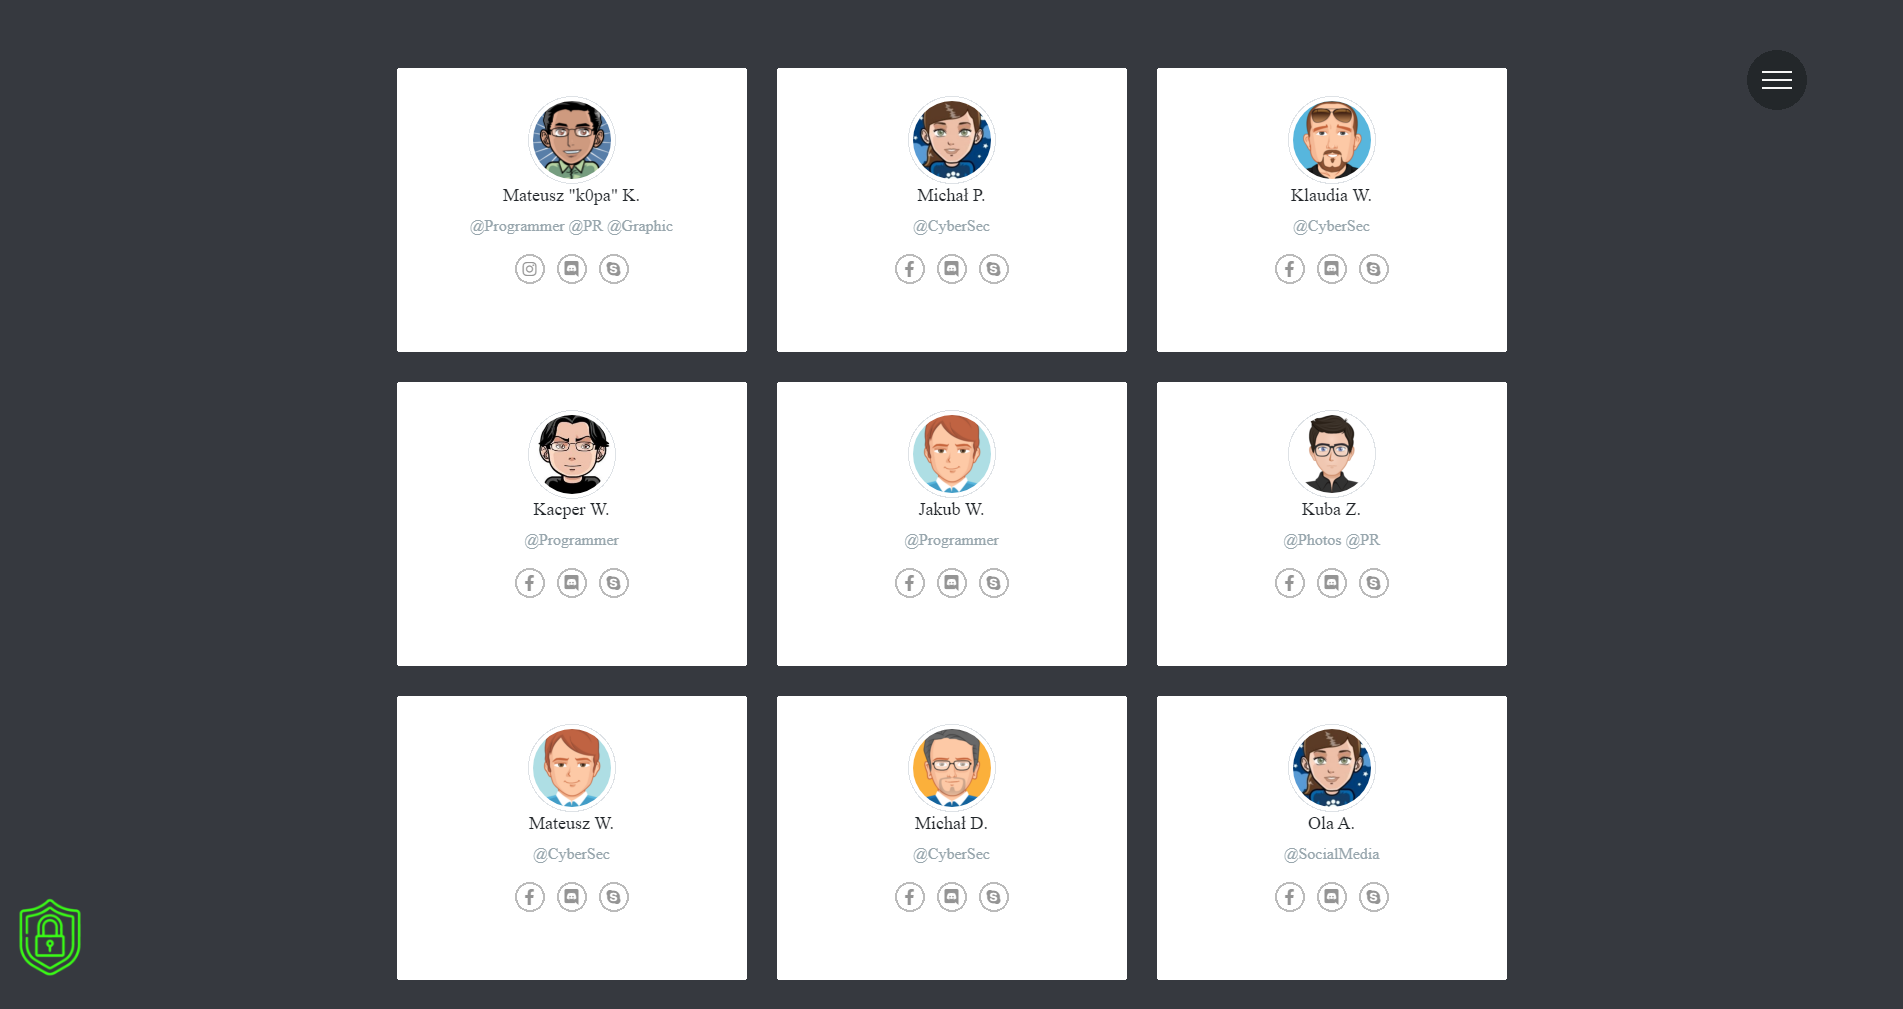 Mateusz "k0pa" K.
@Programmer @PR @Graphic
Michał P.
@CyberSec
Klaudia W.
@CyberSec
Kacper W.
@Programmer
Jakub W.
@Programmer
Kuba Z.
@Photos @PR
Mateusz W.
@CyberSec
Michał D.
@CyberSec
Ola A.
@SocialMedia